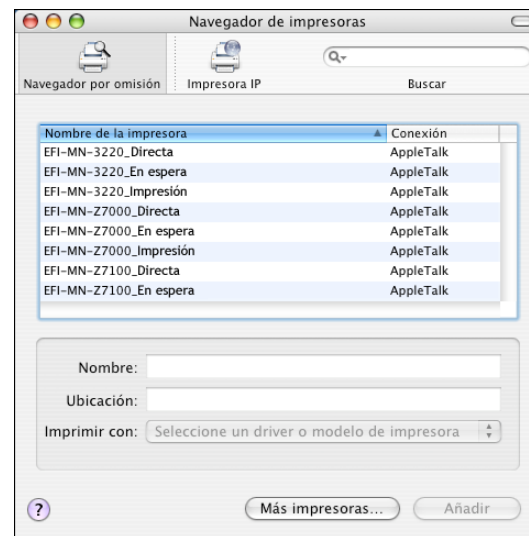 Navegador de impresoras
Navegador por omisión
Impresora IP
Buscar
Nombre de la impresora Conexión
EFI-MN-3220_Directa AppleTalk
EFI-MN-3220_En espera AppleTalk
EFI-MN-3220_Impresión AppleTalk
EFI-MN-Z7000_Directa AppleTalk
EFI-MN-Z7000_En espera AppleTalk
EFI-MN-Z7000_Impresión AppleTalk
EFI-MN-Z7100_Directa AppleTalk
EFI-MN-Z7100_En espera AppleTalk
Nombre:
Ubicación:
Imprimir con: Seleccione un driver o modelo de impresora
? Más impresoras... Añadir